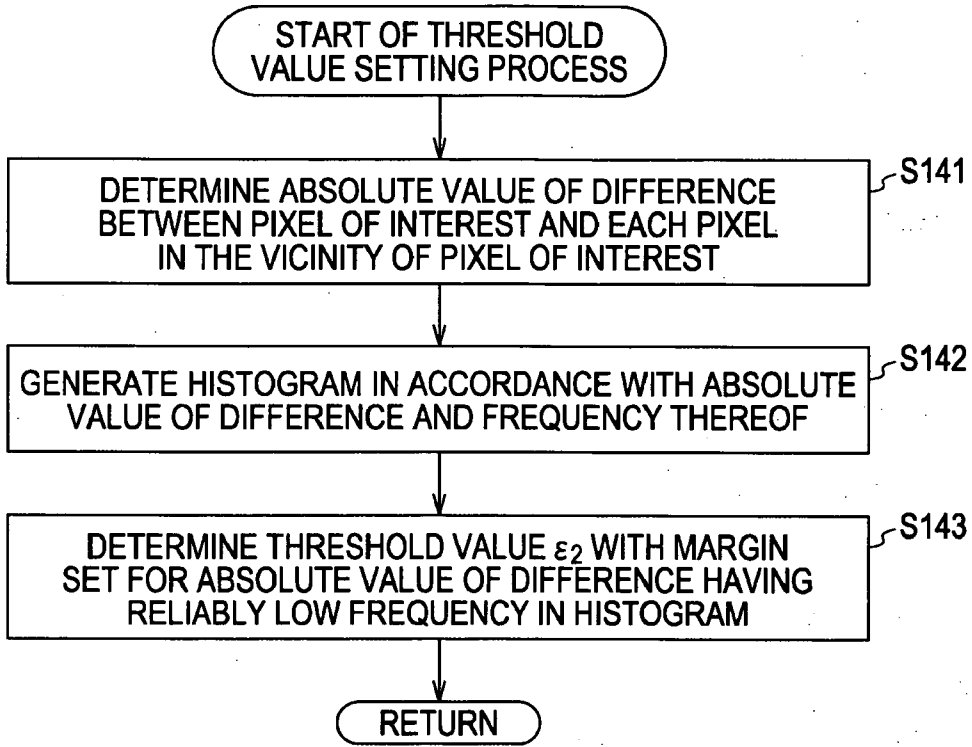 START OF THRESHOLD
VALUE SETTING PROCESS
S141
DETERMINE ABSOLUTE VALUE OF DIFFERENCE
BETWEEN PIXEL OF INTEREST AND EACH PIXEL
IN THE VICINITY OF PIXEL OF INTEREST
S142
GENERATE HISTOGRAM IN ACCORDANCE WITH ABSOLUTE
VALUE OF DIFFERENCE AND FREQUENCY THEREOF
S143
DETERMINE THRESHOLD VALUE ε2 WITH MARGIN
SET FOR ABSOLUTE VALUE OF DIFFERENCE HAVING
RELIABLY LOW FREQUENCY IN HISTOGRAM
RETURN